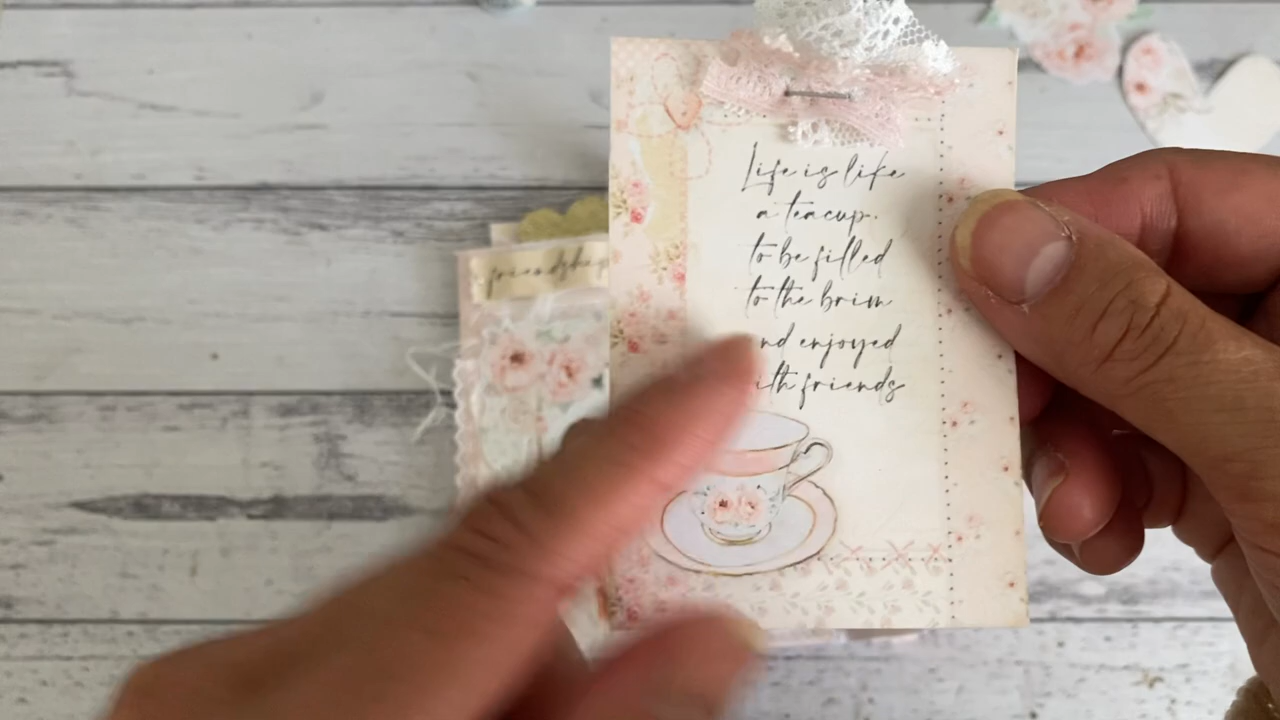 Life is like
a teacup.
to be filled
to the brim
nd enjoyed
ith friends